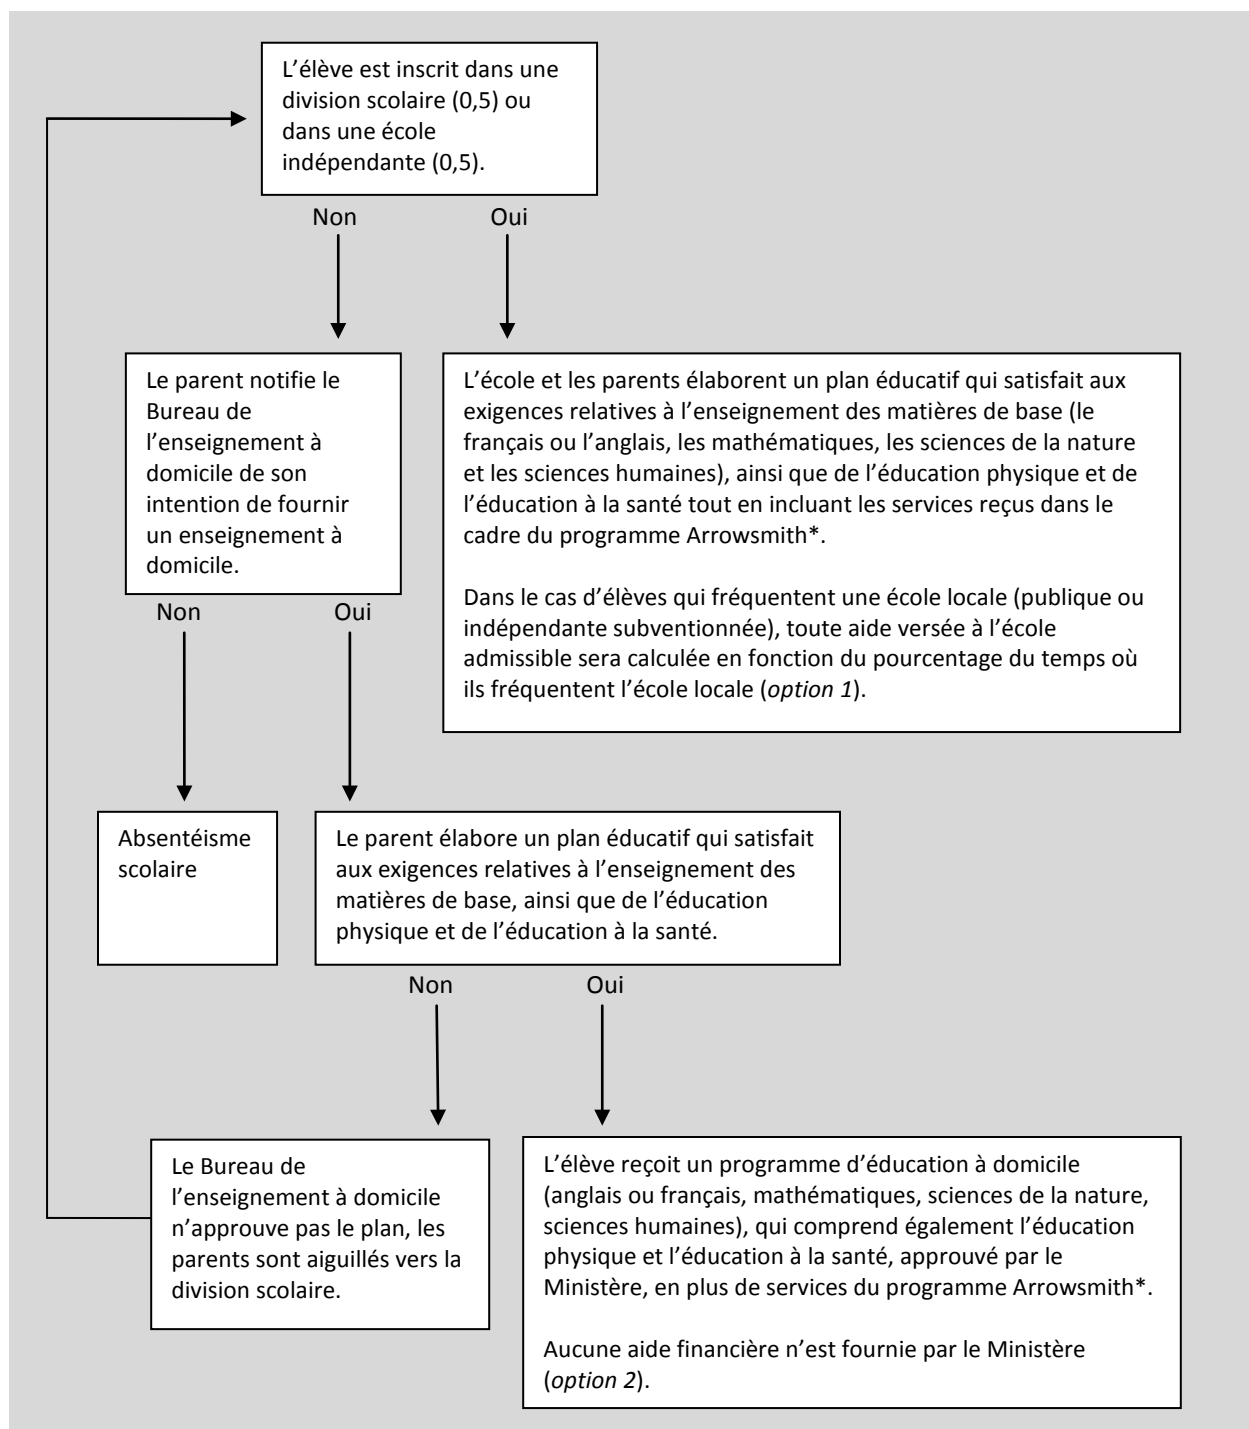 L’élève est inscrit dans une
division scolaire (0,5) ou
dans une école
indépendante (0,5).
Non
Oui
Le parent notifie le
Bureau de
l’enseignement à
domicile de son
intention de fournir
un enseignement à
domicile.
L’école et les parents élaborent un plan éducatif qui satisfait aux
exigences relatives à l’enseignement des matières de base (le
français ou l’anglais, les mathématiques, les sciences de la nature
et les sciences humaines), ainsi que de l’éducation physique et de
l’éducation à la santé tout en incluant les services reçus dans le
cadre du programme Arrowsmith*.
Dans le cas d’élèves qui fréquentent une école locale (publique ou
indépendante subventionnée), toute aide versée à l’école
admissible sera calculée en fonction du pourcentage du temps où
ils fréquentent l’école locale (option 1).
Non
Oui
Absentéisme
scolaire
Le parent élabore un plan éducatif qui satisfait
aux exigences relatives à l’enseignement des
matières de base, ainsi que de l’éducation
physique et de l’éducation à la santé.
Non
Oui
Le Bureau de
l’enseignement à domicile
n’approuve pas le plan, les
parents sont aiguillés vers la
division scolaire.
L’élève reçoit un programme d’éducation à domicile
(anglais ou français, mathématiques, sciences de la nature,
sciences humaines), qui comprend également l’éducation
physique et l’éducation à la santé, approuvé par le
Ministère, en plus de services du programme Arrowsmith*.
Aucune aide financière n’est fournie par le Ministère
(option 2).